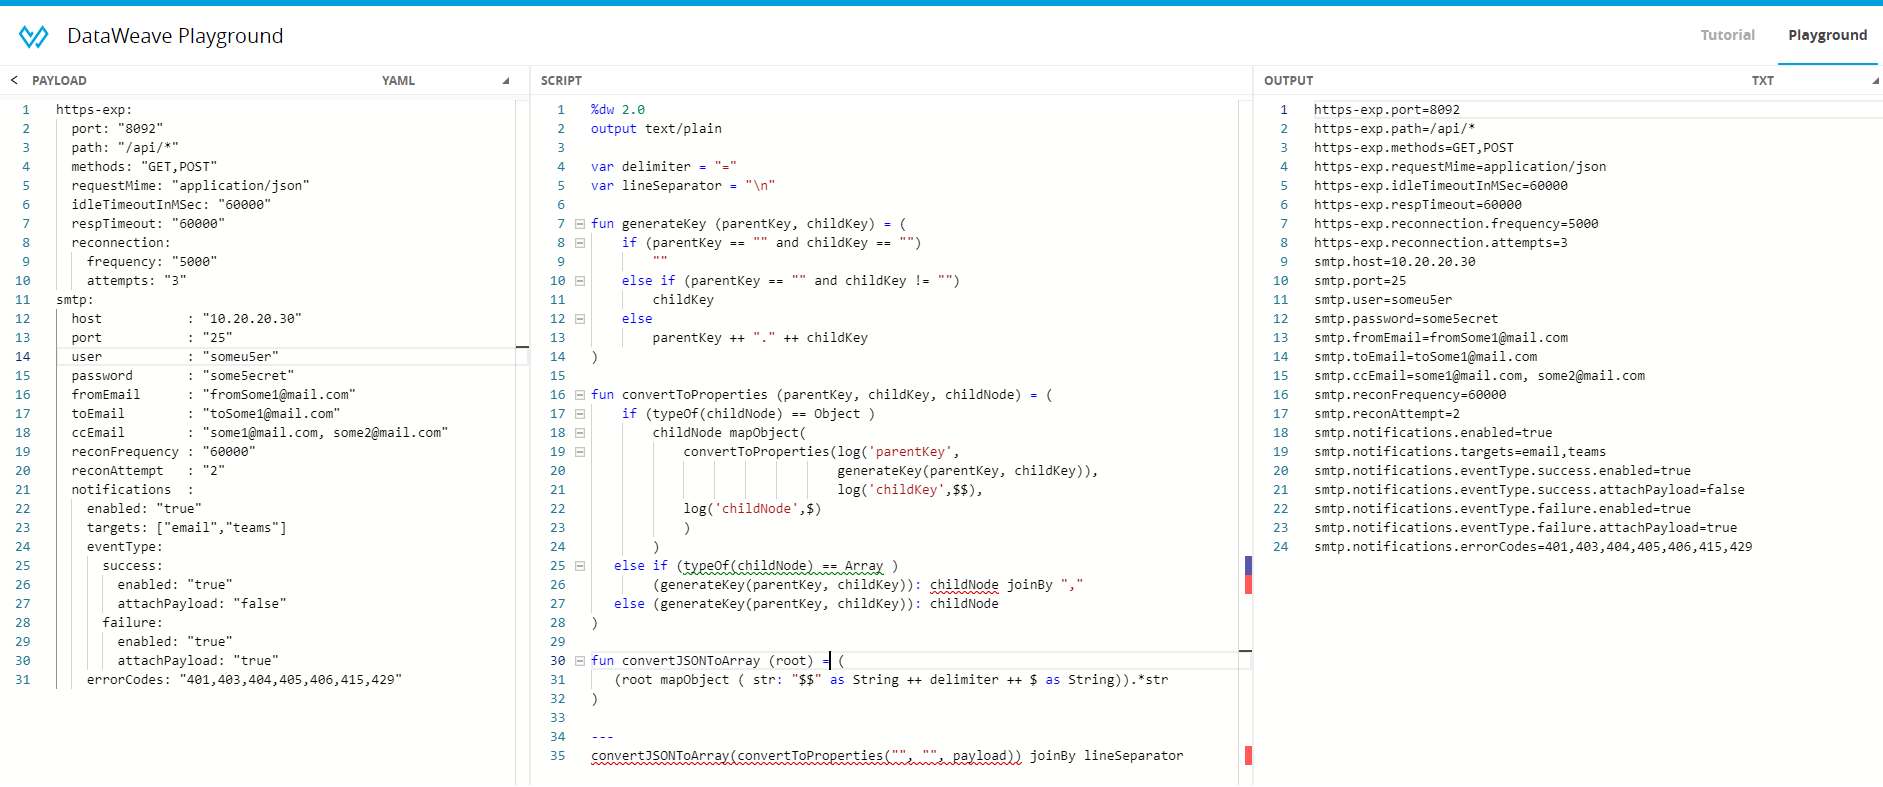 DataWeave Playground
Tutorial
Playground
< PAYLOAD
YAML
1 https-exp:
2 port: "8092"
3 path: "/api/*"
4 methods: "GET,POST"
5 requestMime: "application/json"
6 idleTimeoutInMSec: "60000"
7 respTimeout: "60000"
8 reconnection:
9 frequency: "5000"
10 attempts: "3"
11 smtp:
12 host : "10.20.20.30"
13 port : "25"
14 user : "someu5er"
15 password : "some5ecret"
16 fromEmail : "fromSome1@mail.com"
17 toEmail : "toSome1@mail.com"
18 ccEmail : "some1@mail.com, some2@mail.com"
19 reconFrequency : "60000"
20 reconAttempt : "2"
21 notifications :
22 enabled: "true"
23 targets: ["email","teams"]
24 eventType:
25 success:
26 enabled: "true"
27 attachPayload: "false"
28 failure:
29 enabled: "true"
30 attachPayload: "true"
31 errorCodes: "401,403,404,405,406,415,429"
SCRIPT
1 %dw 2.0
2 output text/plain
3
4 var delimiter = "="
5 var lineSeparator = "\n"
6
7 fun generateKey (parentKey, childKey) = (
8 if (parentKey == "" and childKey == "")
9 ""
10 else if (parentKey == "" and childKey != "")
11 childKey
12 else
13 parentKey ++ "." ++ childKey
14 )
15
16 fun convertToProperties (parentKey, childKey, childNode) = (
17 if (typeOf(childNode) == Object )
18 childNode mapObject(
19 convertToProperties(log('parentKey',
20 generateKey(parentKey, childKey)),
21 log('childKey',$$),
22 log('childNode',$)
23 )
24 )
25 else if (typeOf(childNode) == Array )
26 (generateKey(parentKey, childKey)): childNode joinBy ","
27 else (generateKey(parentKey, childKey)): childNode
28 )
29
30 fun convertJSONToArray (root) = (
31 (root mapObject ( str: "$$" as String ++ delimiter ++ $ as String)).*str
32 )
33
34 ---
35 convertJSONToArray(convertToProperties("", "", payload)) joinBy lineSeparator
OUTPUT
TXT
1 https-exp.port=8092
2 https-exp.path=/api/*
3 https-exp.methods=GET,POST
4 https-exp.requestMime=application/json
5 https-exp.idleTimeoutInMSec=60000
6 https-exp.respTimeout=60000
7 https-exp.reconnection.frequency=5000
8 https-exp.reconnection.attempts=3
9 smtp.host=10.20.20.30
10 smtp.port=25
11 smtp.user=someu5er
12 smtp.password=some5ecret
13 smtp.fromEmail=fromSome1@mail.com
14 smtp.toEmail=toSome1@mail.com
15 smtp.ccEmail=some1@mail.com, some2@mail.com
16 smtp.reconFrequency=60000
17 smtp.reconAttempt=2
18 smtp.notifications.enabled=true
19 smtp.notifications.targets=email,teams
20 smtp.notifications.eventType.success.enabled=true
21 smtp.notifications.eventType.success.attachPayload=false
22 smtp.notifications.eventType.failure.enabled=true
23 smtp.notifications.eventType.failure.attachPayload=true
24 smtp.notifications.errorCodes=401,403,404,405,406,415,429